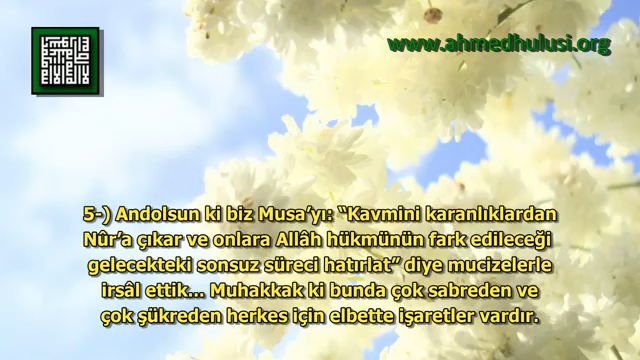 www.ahmedhulusi.org
5-) Andolsun ki biz Musa’yı: “Kavmini karanlıklardan
Nûr’a çıkar ve onlara Allâh hükmünün fark edileceği
gelecekteki sonsuz süreci hatırlat” diye mucizelerle
irsâl ettik... Muhakkak ki bunda çok sabreden ve
çok şükreden herkes için elbette işaretler vardır.